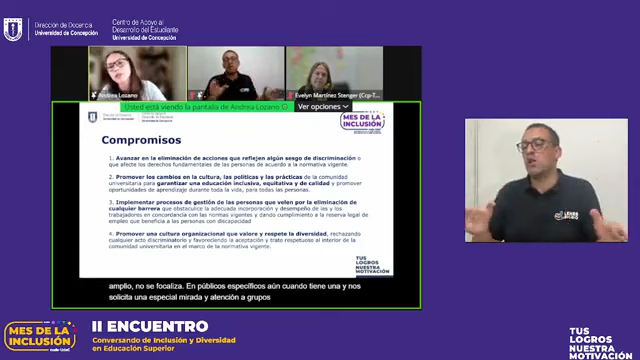 Dirección de Docencia
Universidad de Concepción
Centro de Apoyo al
Desarrollo del Estudiante
Universidad de Concepción
Andrea Lozano
Evelyn Martínez Stenger (Ccp-T...
Usted está viendo la pantalla de Andrea Lozano
Ver opciones
MES DE LA
INCLUSIÓN
Compromisos
1. Avanzar en la eliminación de acciones que reflejen algún sesgo de discriminación o
que afecte los derechos fundamentales de las personas de acuerdo a la normativa vigente.
2. Promover los cambios en la cultura, las políticas y las prácticas de la comunidad
universitaria para garantizar una educación inclusiva, equitativa y de calidad y promover
oportunidades de aprendizaje durante toda la vida, para todas las personas.
3. Implementar procesos de gestión de las personas que velen por la eliminación de
cualquier barrera que obstaculice la adecuada incorporación y desempeño de las y los
trabajadores en concordancia con las normas vigentes y dando cumplimiento a la reserva legal de
empleo que beneficia a las personas con discapacidad
4. Promover una cultura organizacional que valore y respete la diversidad, rechazando
cualquier acto discriminatorio y favoreciendo la aceptación y trato respetuoso al interior de la
comunidad universitaria en el marco de la normativa vigente.
TUS
LOGROS
NUESTRA
MOTIVACIÓN
amplio, no se focaliza. En públicos específicos aún cuando tiene una y nos
solicita una especial mirada y atención a grupos
MES DE LA
INCLUSIÓN
II ENCUENTRO
Conversando de Inclusión y Diversidad
en Educación Superior
TUS
LOGROS
NUESTRA
MOTIVACIÓN